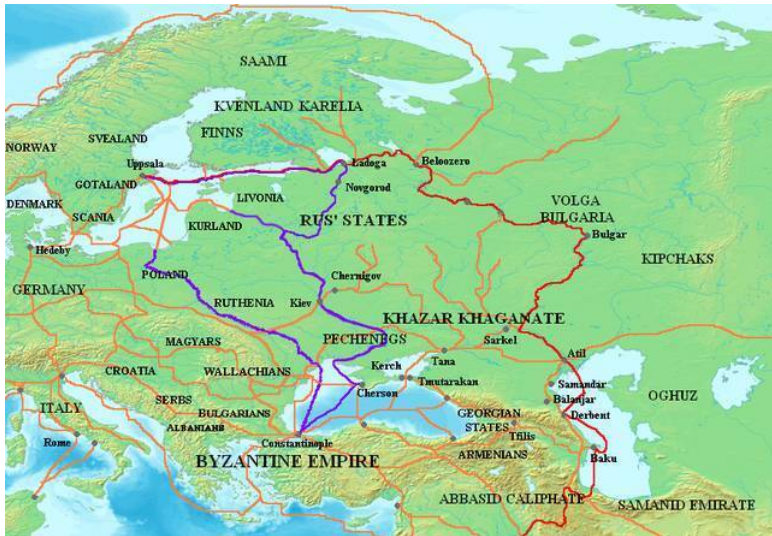 SAAMI
KVENLAND KARELIA
NORWAY
SVEALAND
FINNS
Uppsala
Ladoga
Beloozero
GOTALAND
Novgorod
DENMARK
SCANIA
LIVONIA
KURLAND
RUS' STATES
VOLGA
BULGARIA
Bulgar
Hedeby
KIPCHAKS
GERMANY
POLAND
Chernigov
RUTHENIA
Kiev
KHAZAR KHAGANATE
PECHENEGS
Sarkel
MAGYARS
Atil
Tana
Kerch
CROATIA
WALLACHIANS
Samandar
Tmutarakan
Cherson
OGHUZ
Balanjar
SERBS
ITALY
BULGARIANS
GEORGIAN
STATES
Derbent
ALBANIANS
Rome
Constantinople
Tfilis
BYZANTINE EMPIRE
ARMENIANS
Baku
ABBASID CALIPHATE
SAMANID EMIRATE